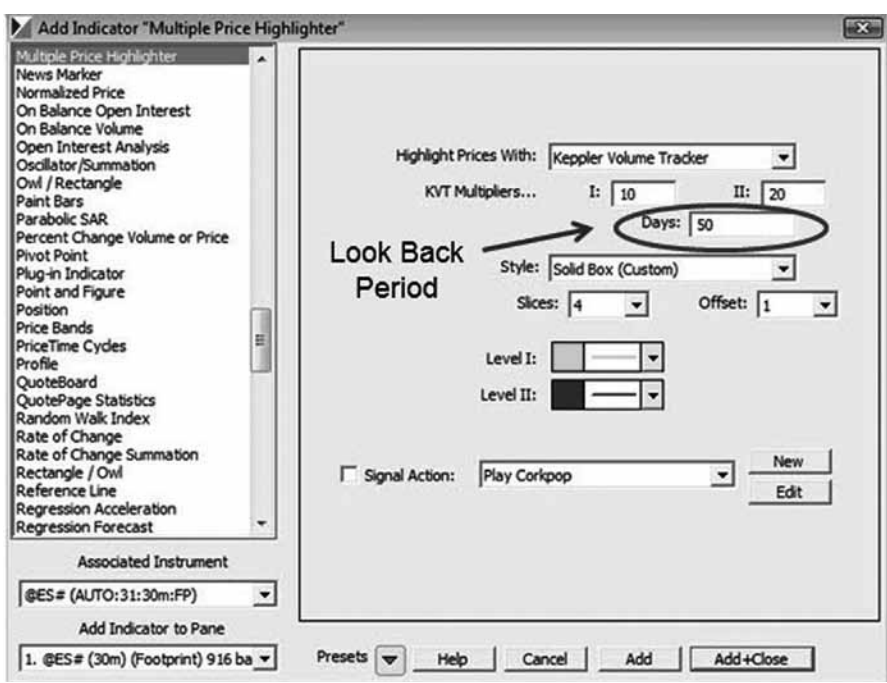 Add Indicator "Multiple Price Highlighter"
Multiple Price Highlighter
News Marker
Normalized Price
On Balance Open Interest
On Balance Volume
Open Interest Analysis
Oscillator/Summation
Owl / Rectangle
Paint Bars
Parabolic SAR
Percent Change Volume or Price
Pivot Point
Plug-in Indicator
Point and Figure
Position
Price Bands
PriceTime Cycles
Profile
QuoteBoard
QuotePage Statistics
Random Walk Index
Rate of Change
Rate of Change Summation
Rectangle / Owl
Reference Line
Regression Acceleration
Regression Forecast
Associated Instrument
@ES# (AUTO:31:30m:FP)
Add Indicator to Pane
1. @ES# (30m) (Footprint) 916 ba
Highlight Prices With: Keppler Volume Tracker
KVT Multipliers... I: 10 II: 20
Days: 50
Look Back
Period
Style: Solid Box (Custom)
Slices: 4 Offset: 1
Level I:
Level II:
Signal Action: Play Corkpop New
Edit
Presets Help Cancel Add Add+Close